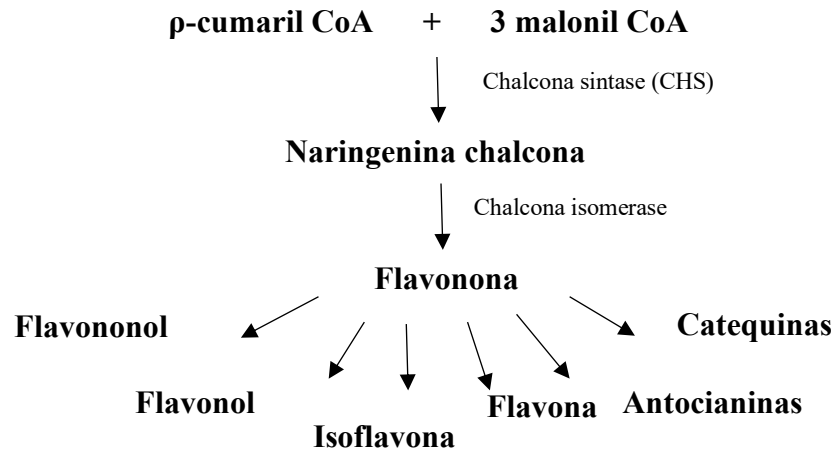 ρ-cumaril CoA + 3 malonil CoA
Chalcona sintase (CHS)
Naringenina chalcona
Chalcona isomerase
Flavonona
Flavononol
Catequinas
Flavonol
Flavona
Antocianinas
Isoflavona